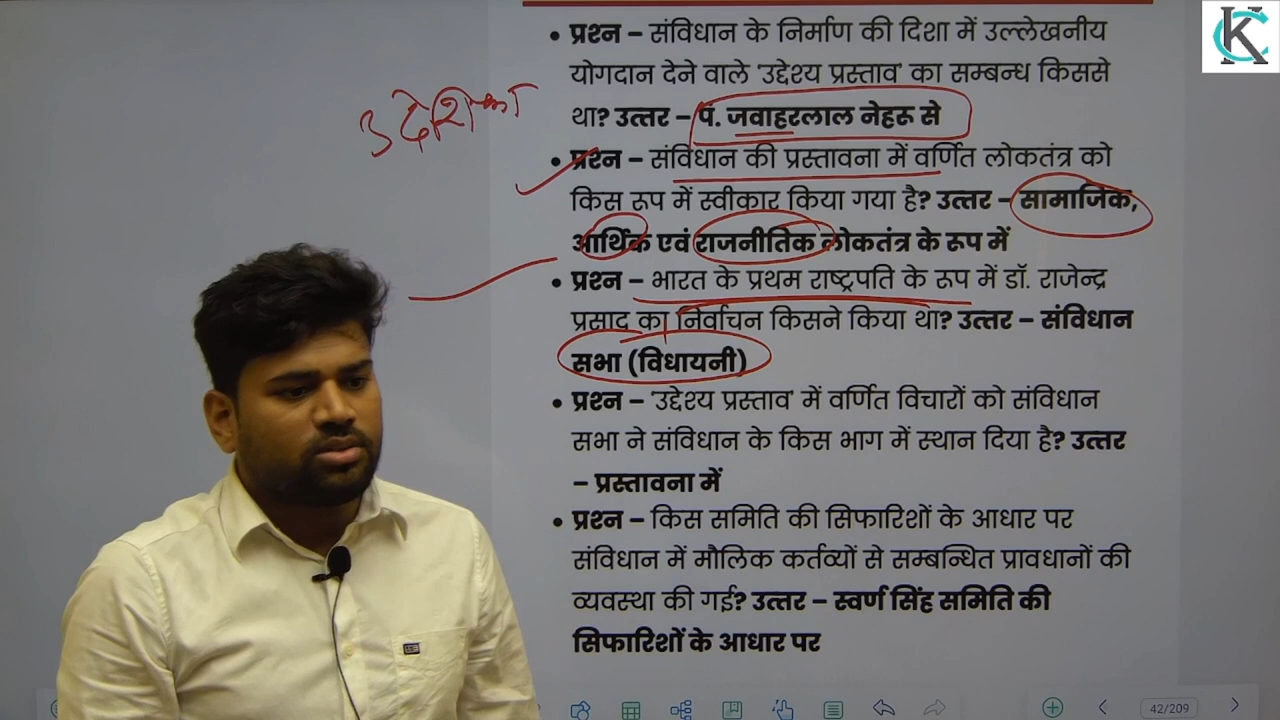 • प्रश्न – संविधान के निर्माण की दिशा में उल्लेखनीय
योगदान देने वाले 'उद्देश्य प्रस्ताव' का सम्बन्ध किससे
था? उत्तर – पं. जवाहरलाल नेहरू से
उद्देशिका
• प्रश्न – संविधान की प्रस्तावना में वर्णित लोकतंत्र को
किस रूप में स्वीकार किया गया है? उत्तर – सामाजिक,
आर्थिक एवं राजनीतिक लोकतंत्र के रूप में
• प्रश्न – भारत के प्रथम राष्ट्रपति के रूप में डॉ. राजेन्द्र
प्रसाद का निर्वाचन किसने किया था? उत्तर – संविधान
सभा (विधायनी)
• प्रश्न – 'उद्देश्य प्रस्ताव' में वर्णित विचारों को संविधान
सभा ने संविधान के किस भाग में स्थान दिया है? उत्तर
– प्रस्तावना में
• प्रश्न – किस समिति की सिफारिशों के आधार पर
संविधान में मौलिक कर्तव्यों से सम्बन्धित प्रावधानों की
व्यवस्था की गई? उत्तर – स्वर्ण सिंह समिति की
सिफारिशों के आधार पर
42/209
KC